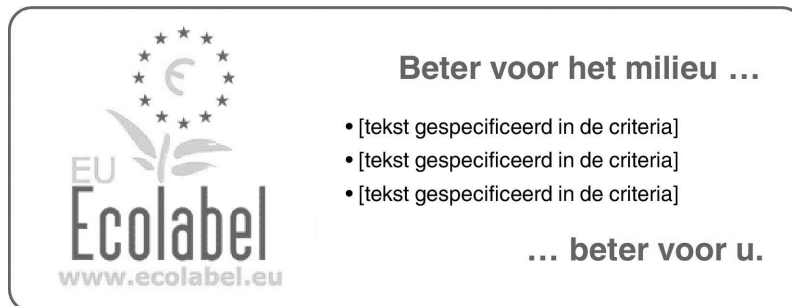 EU
Ecolabel
www.ecolabel.eu
Beter voor het milieu …
• [tekst gespecificeerd in de criteria]
• [tekst gespecificeerd in de criteria]
• [tekst gespecificeerd in de criteria]
… beter voor u.